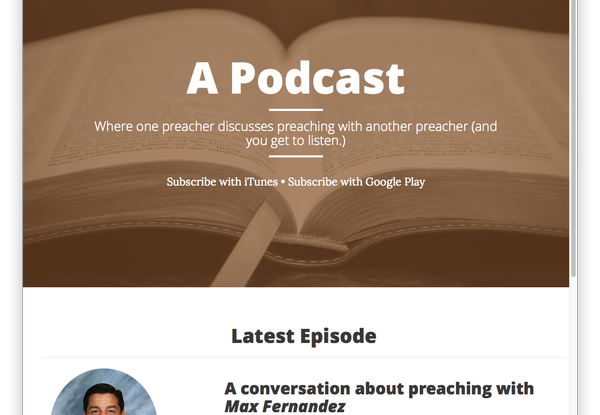 A Podcast
Where one preacher discusses preaching with another preacher (and
you get to listen.)
Subscribe with iTunes • Subscribe with Google Play
Latest Episode
A conversation about preaching with
Max Fernandez